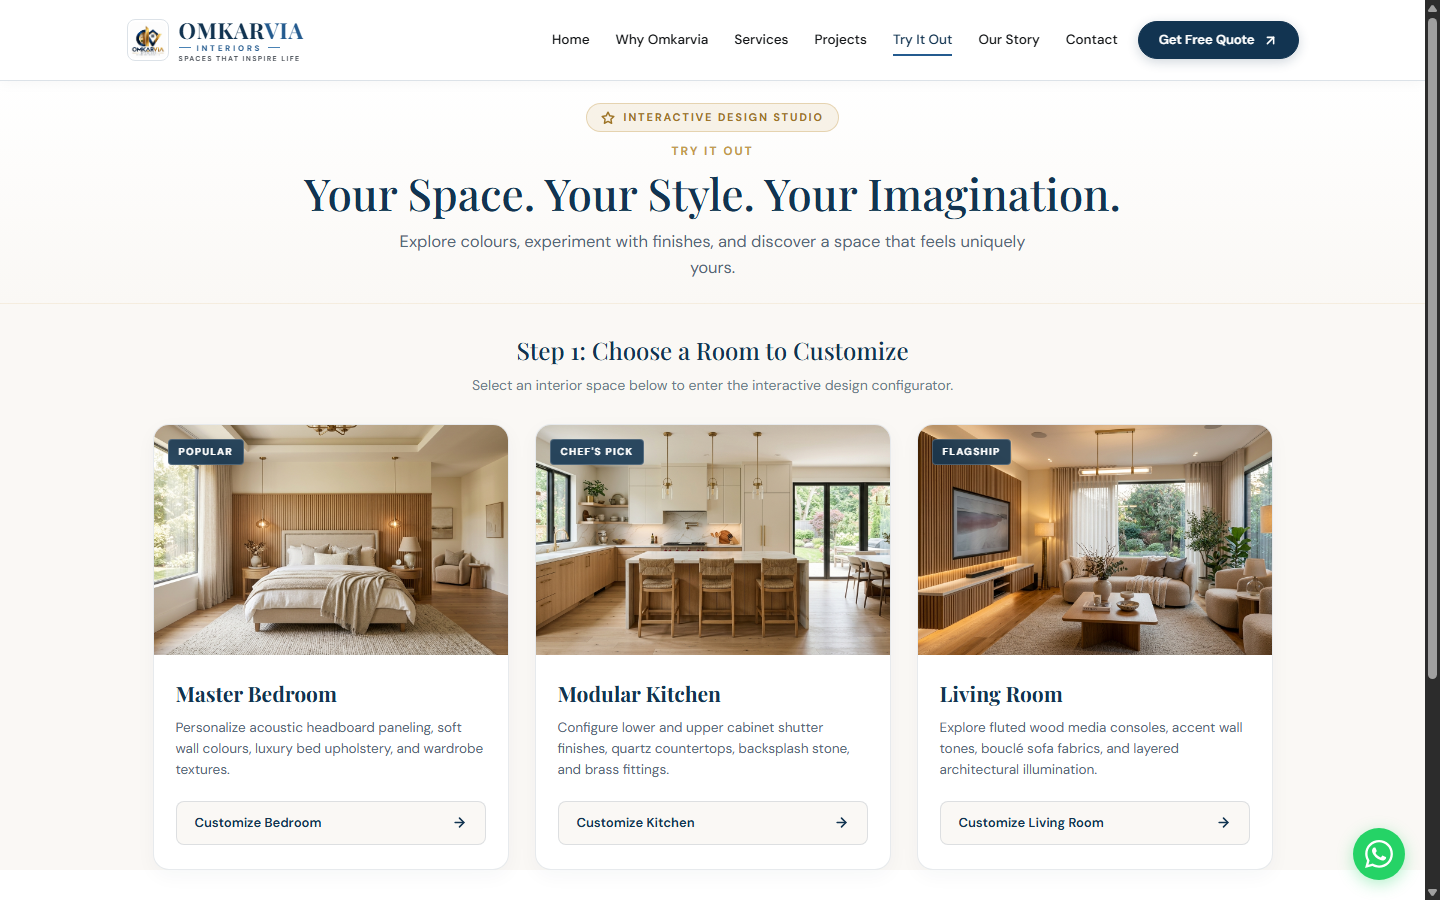 OMKARVIA
OMKARVIA
INTERIORS
SPACES THAT INSPIRE LIFE
Home
Why Omkarvia
Services
Projects
Try It Out
Our Story
Contact
Get Free Quote
INTERACTIVE DESIGN STUDIO
TRY IT OUT
Your Space. Your Style. Your Imagination.
Explore colours, experiment with finishes, and discover a space that feels uniquely
yours.
Step 1: Choose a Room to Customize
Select an interior space below to enter the interactive design configurator.
POPULAR
Master Bedroom
Personalize acoustic headboard paneling, soft
wall colours, luxury bed upholstery, and wardrobe
textures.
Customize Bedroom
CHEF'S PICK
Modular Kitchen
Configure lower and upper cabinet shutter
finishes, quartz countertops, backsplash stone,
and brass fittings.
Customize Kitchen
FLAGSHIP
Living Room
Explore fluted wood media consoles, accent wall
tones, bouclé sofa fabrics, and layered
architectural illumination.
Customize Living Room